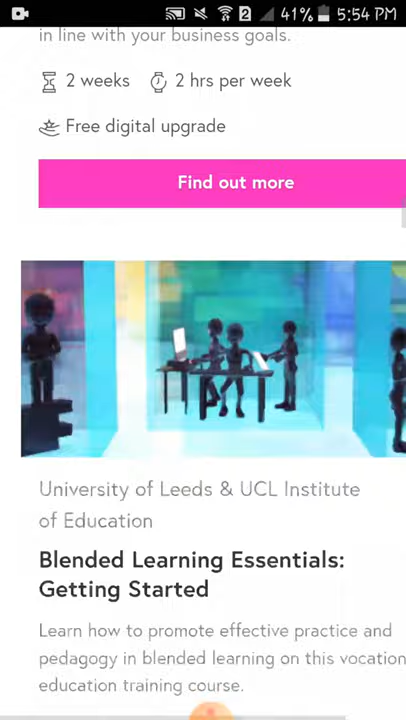 2 41% 5:54 PM
in line with your business goals.
2 weeks 2 hrs per week
Free digital upgrade
Find out more
University of Leeds & UCL Institute
of Education
Blended Learning Essentials:
Getting Started
Learn how to promote effective practice and
pedagogy in blended learning on this vocation
education training course.